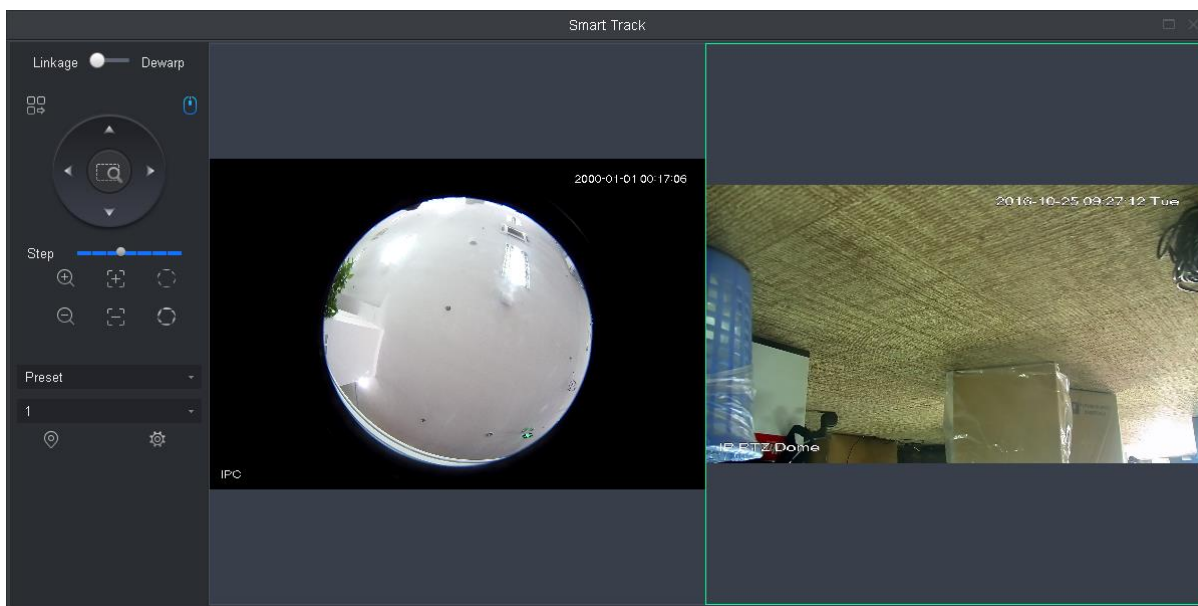 Smart Track
Linkage Dewarp
Step
Preset
1
2000-01-01 00:17:06
IPC
2016-10-25 09:27:12 Tue
IP PTZ Dome